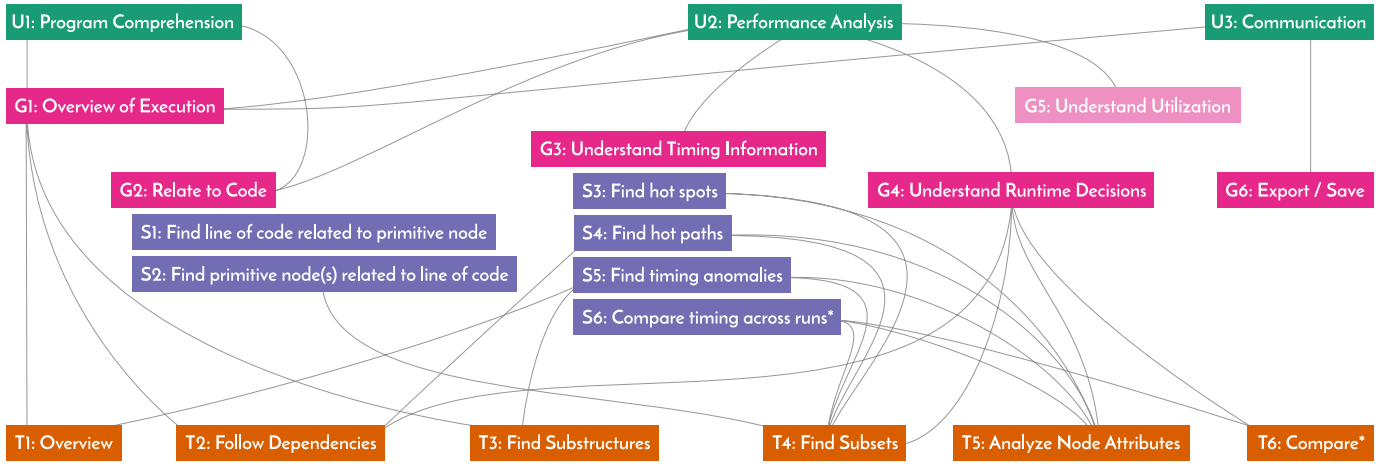 U1: Program Comprehension
U2: Performance Analysis
U3: Communication
G1: Overview of Execution
G5: Understand Utilization
G3: Understand Timing Information
G2: Relate to Code
S3: Find hot spots
G4: Understand Runtime Decisions
G6: Export / Save
S1: Find line of code related to primitive node
S4: Find hot paths
S2: Find primitive node(s) related to line of code
S5: Find timing anomalies
S6: Compare timing across runs*
T1: Overview
T2: Follow Dependencies
T3: Find Substructures
T4: Find Subsets
T5: Analyze Node Attributes
T6: Compare*